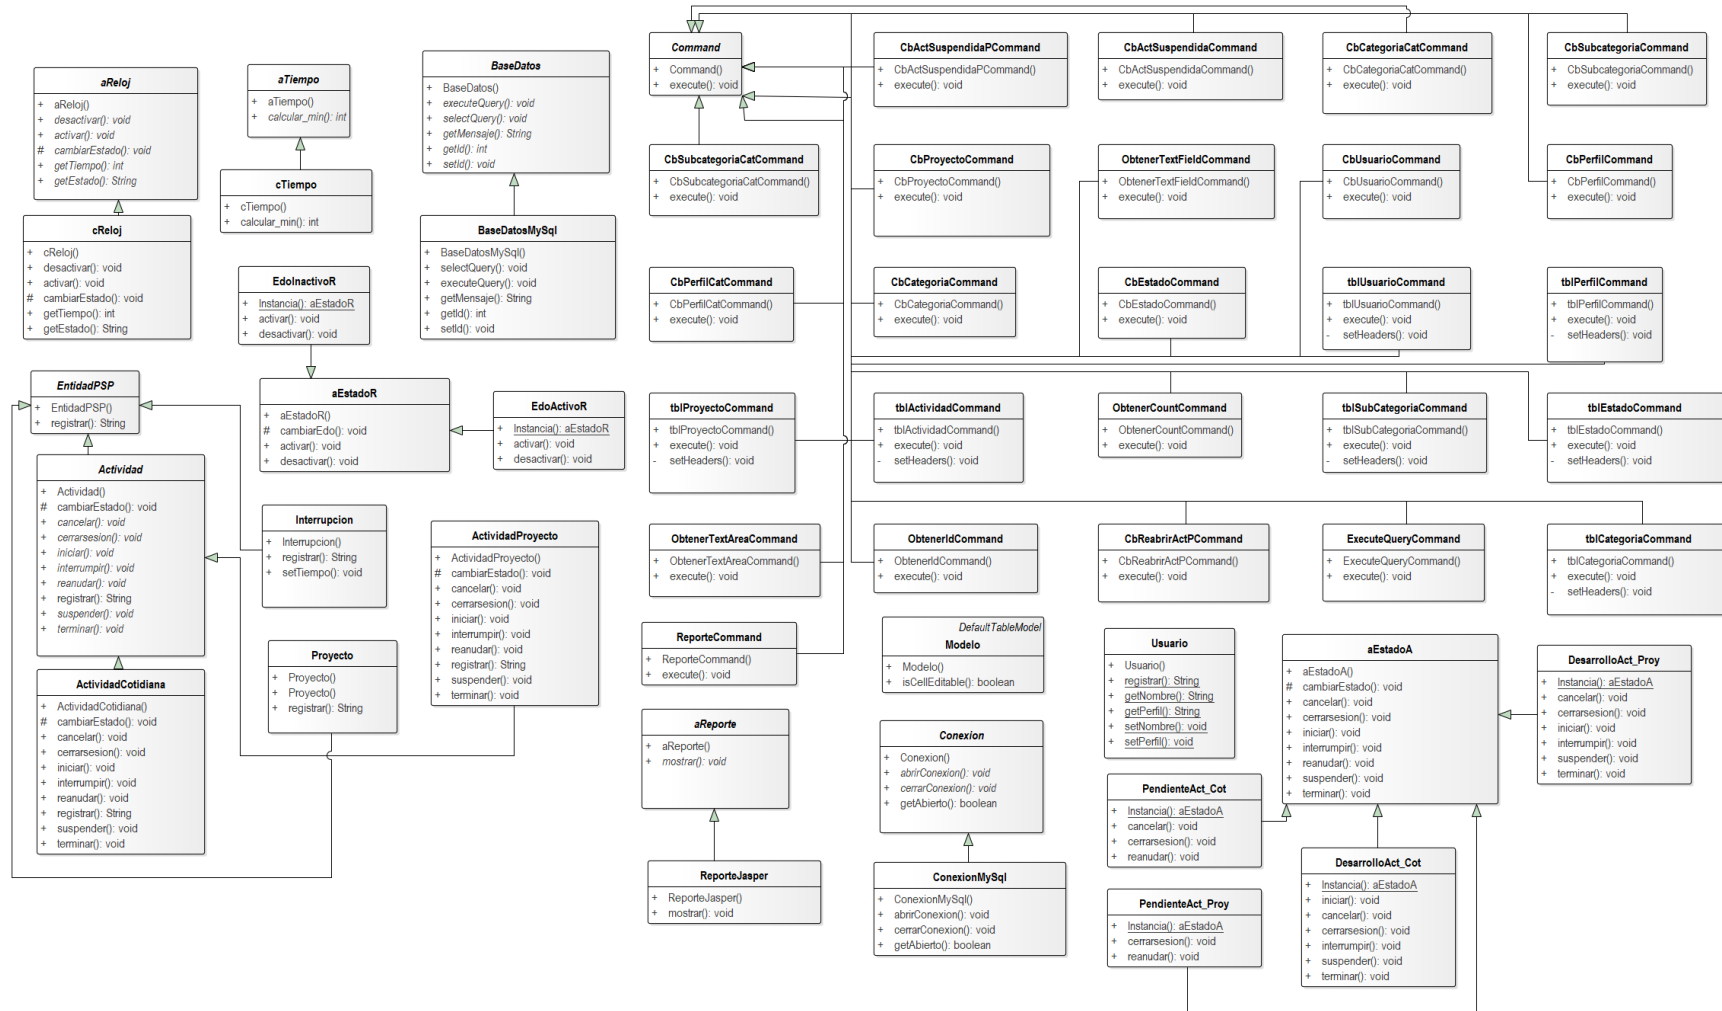 aReloj
+ aReloj()
+ desactivar(): void
+ activar(): void
# cambiarEstado(): void
+ getTiempo(): int
+ getEstado(): String
aTiempo
+ aTiempo()
+ calcular_min(): int
BaseDatos
+ BaseDatos()
+ executeQuery(): void
+ selectQuery(): void
+ getMensaje(): String
+ getId(): int
+ setId(): void
Command
+ Command()
+ execute(): void
CbActSuspendidaPCommand
+ CbActSuspendidaPCommand()
+ execute(): void
CbActSuspendidaCommand
+ CbActSuspendidaCommand()
+ execute(): void
CbCategoriaCatCommand
+ CbCategoriaCatCommand()
+ execute(): void
CbSubcategoriaCommand
+ CbSubcategoriaCommand()
+ execute(): void
cTiempo
+ cTiempo()
+ calcular_min(): int
CbSubcategoriaCatCommand
+ CbSubcategoriaCatCommand()
+ execute(): void
CbProyectoCommand
+ CbProyectoCommand()
+ execute(): void
ObtenerTextFieldCommand
+ ObtenerTextFieldCommand()
+ execute(): void
CbUsuarioCommand
+ CbUsuarioCommand()
+ execute(): void
CbPerfilCommand
+ CbPerfilCommand()
+ execute(): void
cReloj
+ cReloj()
+ desactivar(): void
+ activar(): void
# cambiarEstado(): void
+ getTiempo(): int
+ getEstado(): String
BaseDatosMySql
+ BaseDatosMySql()
+ selectQuery(): void
+ executeQuery(): void
+ getMensaje(): String
+ getId(): int
+ setId(): void
EdoInactivoR
+ Instancia(): aEstadoR
+ activar(): void
+ desactivar(): void
CbPerfilCatCommand
+ CbPerfilCatCommand()
+ execute(): void
CbCategoriaCommand
+ CbCategoriaCommand()
+ execute(): void
CbEstadoCommand
+ CbEstadoCommand()
+ execute(): void
tblUsuarioCommand
+ tblUsuarioCommand()
+ execute(): void
- setHeaders(): void
tblPerfilCommand
+ tblPerfilCommand()
+ execute(): void
- setHeaders(): void
EntidadPSP
+ EntidadPSP()
+ registrar(): String
aEstadoR
+ aEstadoR()
# cambiarEdo(): void
+ activar(): void
+ desactivar(): void
EdoActivoR
+ Instancia(): aEstadoR
+ activar(): void
+ desactivar(): void
tblProyectoCommand
+ tblProyectoCommand()
+ execute(): void
- setHeaders(): void
tblActividadCommand
+ tblActividadCommand()
+ execute(): void
- setHeaders(): void
ObtenerCountCommand
+ ObtenerCountCommand()
+ execute(): void
tblSubCategoriaCommand
+ tblSubCategoriaCommand()
+ execute(): void
- setHeaders(): void
tblEstadoCommand
+ tblEstadoCommand()
+ execute(): void
- setHeaders(): void
Actividad
+ Actividad()
# cambiarEstado(): void
+ cancelar(): void
+ cerrarsesion(): void
+ iniciar(): void
+ interrumpir(): void
+ reanudar(): void
+ registrar(): String
+ suspender(): void
+ terminar(): void
Interrupcion
+ Interrupcion()
+ registrar(): String
+ setTiempo(): void
ActividadProyecto
+ ActividadProyecto()
# cambiarEstado(): void
+ cancelar(): void
+ cerrarsesion(): void
+ iniciar(): void
+ interrumpir(): void
+ reanudar(): void
+ registrar(): String
+ suspender(): void
+ terminar(): void
ObtenerTextAreaCommand
+ ObtenerTextAreaCommand()
+ execute(): void
ObtenerIdCommand
+ ObtenerIdCommand()
+ execute(): void
CbReabrirActPCommand
+ CbReabrirActPCommand()
+ execute(): void
ExecuteQueryCommand
+ ExecuteQueryCommand()
+ execute(): void
tblCategoriaCommand
+ tblCategoriaCommand()
+ execute(): void
- setHeaders(): void
ActividadCotidiana
+ ActividadCotidiana()
# cambiarEstado(): void
+ cancelar(): void
+ cerrarsesion(): void
+ iniciar(): void
+ interrumpir(): void
+ reanudar(): void
+ registrar(): String
+ suspender(): void
+ terminar(): void
Proyecto
+ Proyecto()
+ Proyecto()
+ registrar(): String
ReporteCommand
+ ReporteCommand()
+ execute(): void
DefaultTableModel
Modelo
+ Modelo()
+ isCellEditable(): boolean
Usuario
+ Usuario()
+ registrar(): String
+ getNombre(): String
+ getPerfil(): String
+ setNombre(): void
+ setPerfil(): void
aEstadoA
+ aEstadoA()
# cambiarEstado(): void
+ cancelar(): void
+ cerrarsesion(): void
+ iniciar(): void
+ interrumpir(): void
+ reanudar(): void
+ suspender(): void
+ terminar(): void
DesarrolloAct_Proy
+ Instancia(): aEstadoA
+ cancelar(): void
+ cerrarsesion(): void
+ iniciar(): void
+ interrumpir(): void
+ suspender(): void
+ terminar(): void
aReporte
+ aReporte()
+ mostrar(): void
Conexion
+ Conexion()
+ abrirConexion(): void
+ cerrarConexion(): void
+ getAbierto(): boolean
PendienteAct_Cot
+ Instancia(): aEstadoA
+ cancelar(): void
+ cerrarsesion(): void
+ reanudar(): void
ReporteJasper
+ ReporteJasper()
+ mostrar(): void
ConexionMySql
+ ConexionMySql()
+ abrirConexion(): void
+ cerrarConexion(): void
+ getAbierto(): boolean
PendienteAct_Proy
+ Instancia(): aEstadoA
+ cerrarsesion(): void
+ reanudar(): void
DesarrolloAct_Cot
+ Instancia(): aEstadoA
+ iniciar(): void
+ cancelar(): void
+ cerrarsesion(): void
+ interrumpir(): void
+ suspender(): void
+ terminar(): void